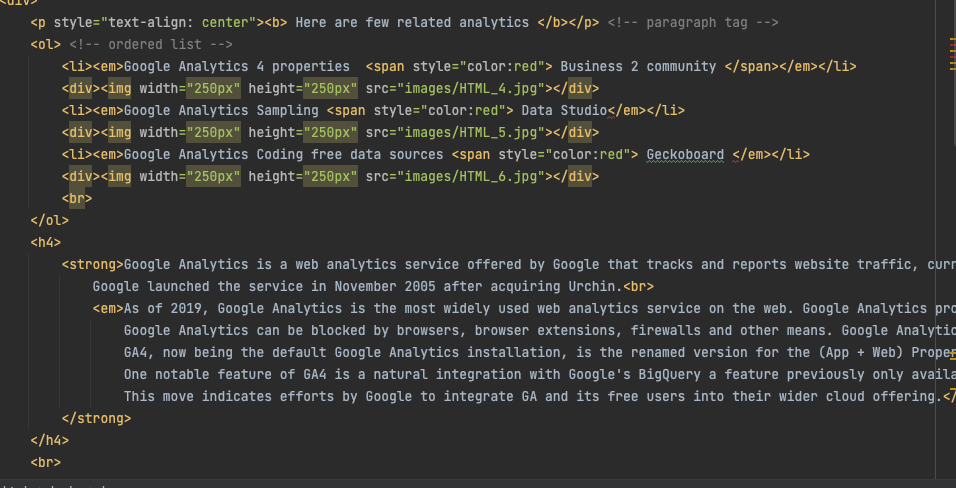 <div>
<p style="text-align: center"><b> Here are few related analytics </b></p> <!-- paragraph tag -->
<ol> <!-- ordered list -->
<li><em>Google Analytics 4 properties  <span style="color:red"> Business 2 community </span></em></li>
<div><img width="250px" height="250px" src="images/HTML_4.jpg"></div>
<li><em>Google Analytics Sampling <span style="color:red"> Data Studio</em></li>
<div><img width="250px" height="250px" src="images/HTML_5.jpg"></div>
<li><em>Google Analytics Coding free data sources <span style="color:red"> Geckoboard </em></li>
<div><img width="250px" height="250px" src="images/HTML_6.jpg"></div>
<br>
</ol>
<h4>
<strong>Google Analytics is a web analytics service offered by Google that tracks and reports website traffic, curr
Google launched the service in November 2005 after acquiring Urchin.<br>
<em>As of 2019, Google Analytics is the most widely used web analytics service on the web. Google Analytics pro
Google Analytics can be blocked by browsers, browser extensions, firewalls and other means. Google Analytic
GA4, now being the default Google Analytics installation, is the renamed version for the (App + Web) Proper
One notable feature of GA4 is a natural integration with Google's BigQuery a feature previously only availa
This move indicates efforts by Google to integrate GA and its free users into their wider cloud offering.</
</strong>
</h4>
<br>